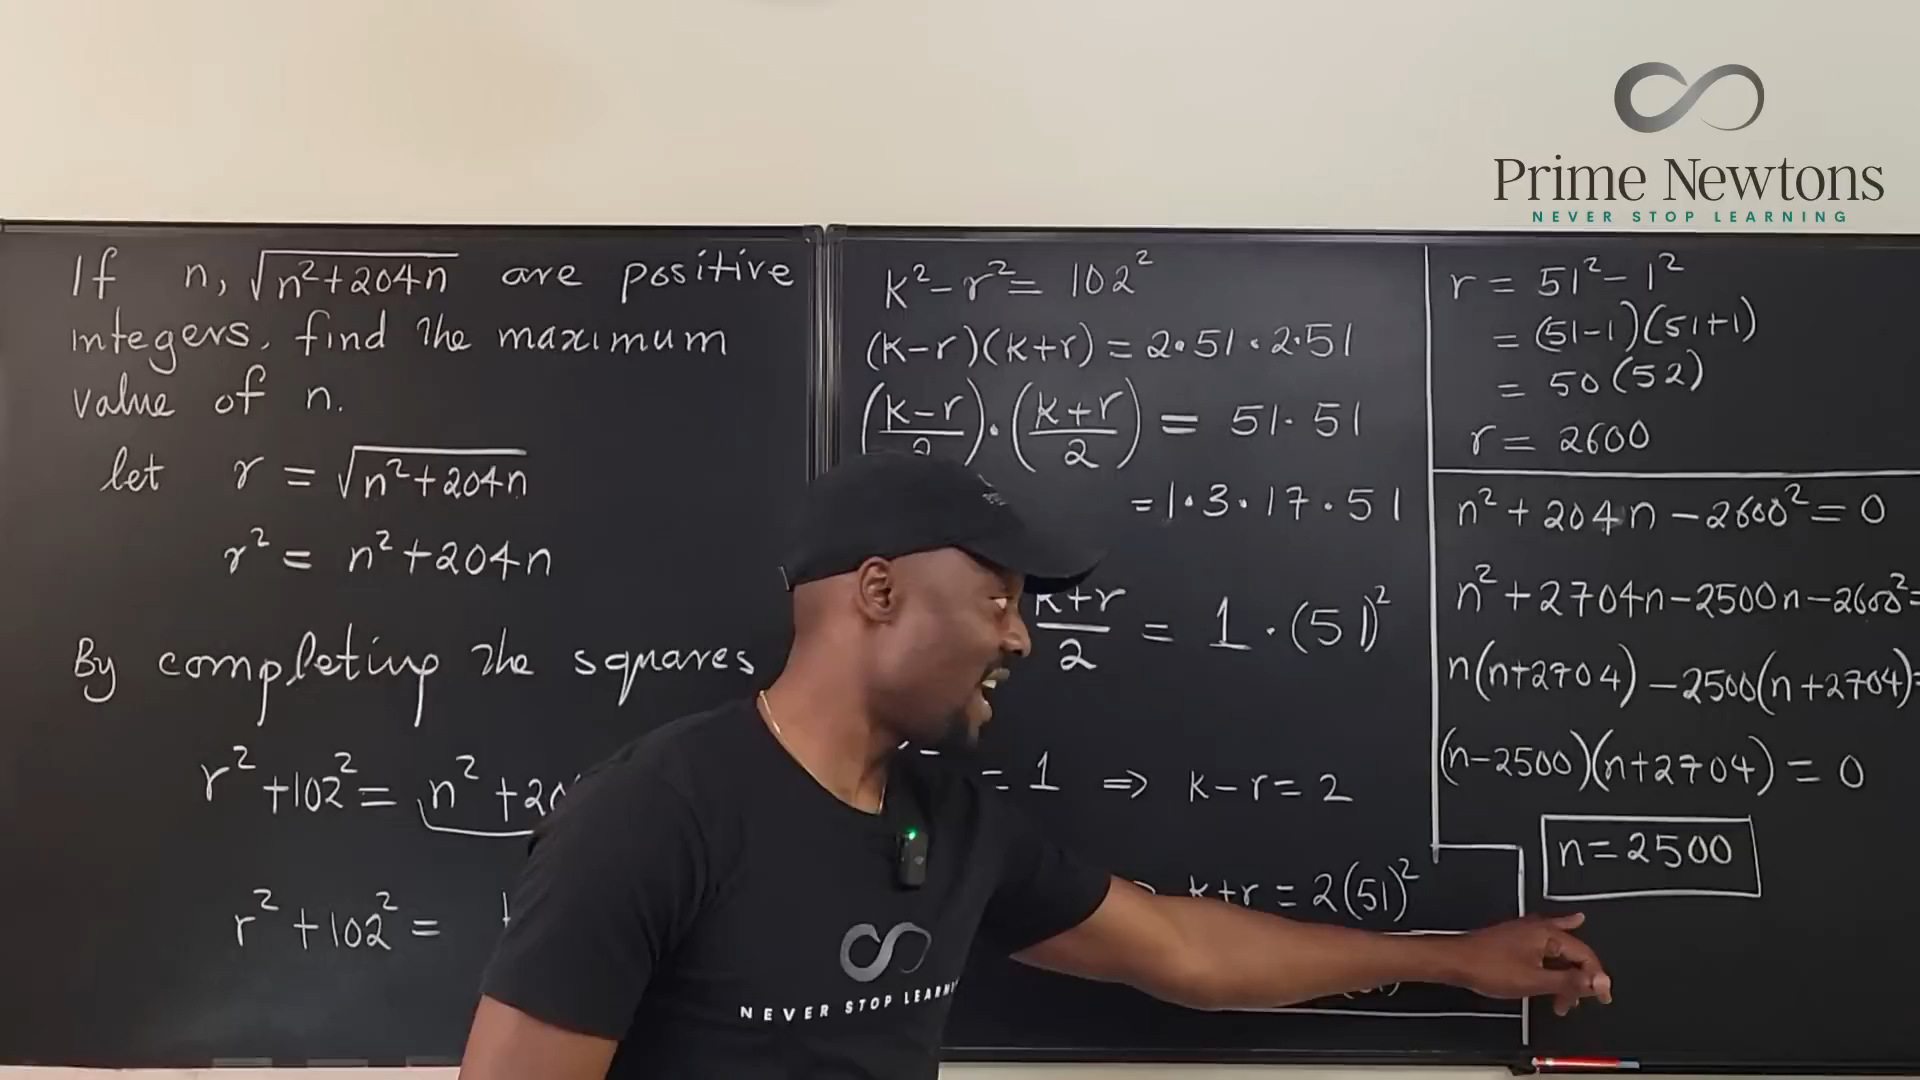 Prime Newtons
NEVER STOP LEARNING
If n, √(n²+204n) are positive
integers, find the maximum
value of n.
let r = √(n²+204n)
r² = n²+204n
By completing the squares
r²+102² = n²+20
r²+102² =
k²-r² = 102²
(k-r)(k+r) = 2•51•2•51
((k-r)/2)•((k+r)/2) = 51·51
=1•3•17•51
(k+r)/2 = 1·(51)²
= 1 ⇒ k-r = 2
k+r = 2(51)²
r = 51²-1²
= (51-1)(51+1)
= 50(52)
r = 2600
n²+204n-2600² = 0
n²+2704n-2500n-2600²=
n(n+2704)-2500(n+2704)=
(n-2500)(n+2704) = 0
n=2500
NEVER STOP LEARNI